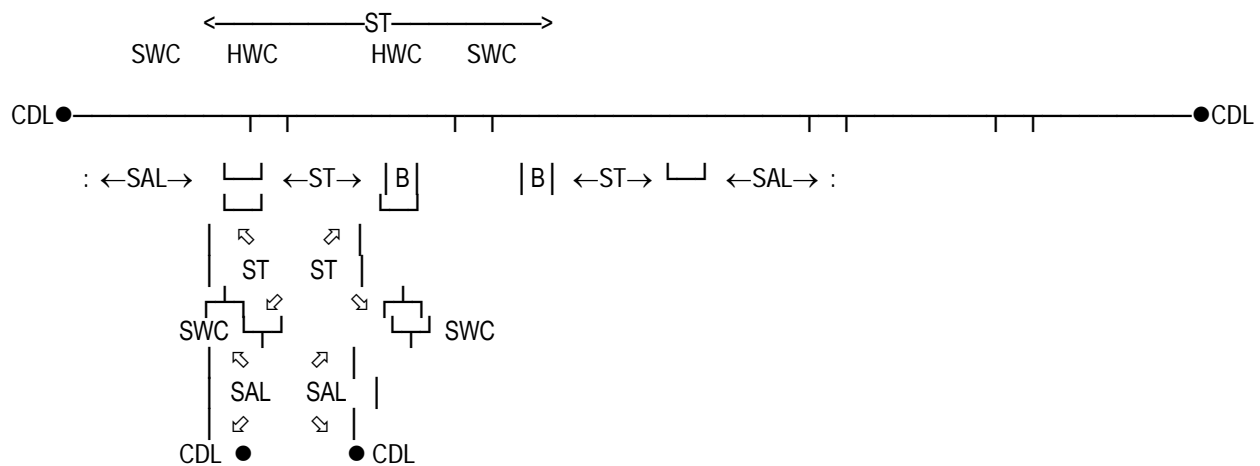 <——————ST——————>
SWC HWC HWC SWC
CDL CDL
: ←SAL→ ←ST→ |B| |B| ←ST→ ←SAL→ :
ST ST
SWC SWC
SAL SAL
CDL CDL